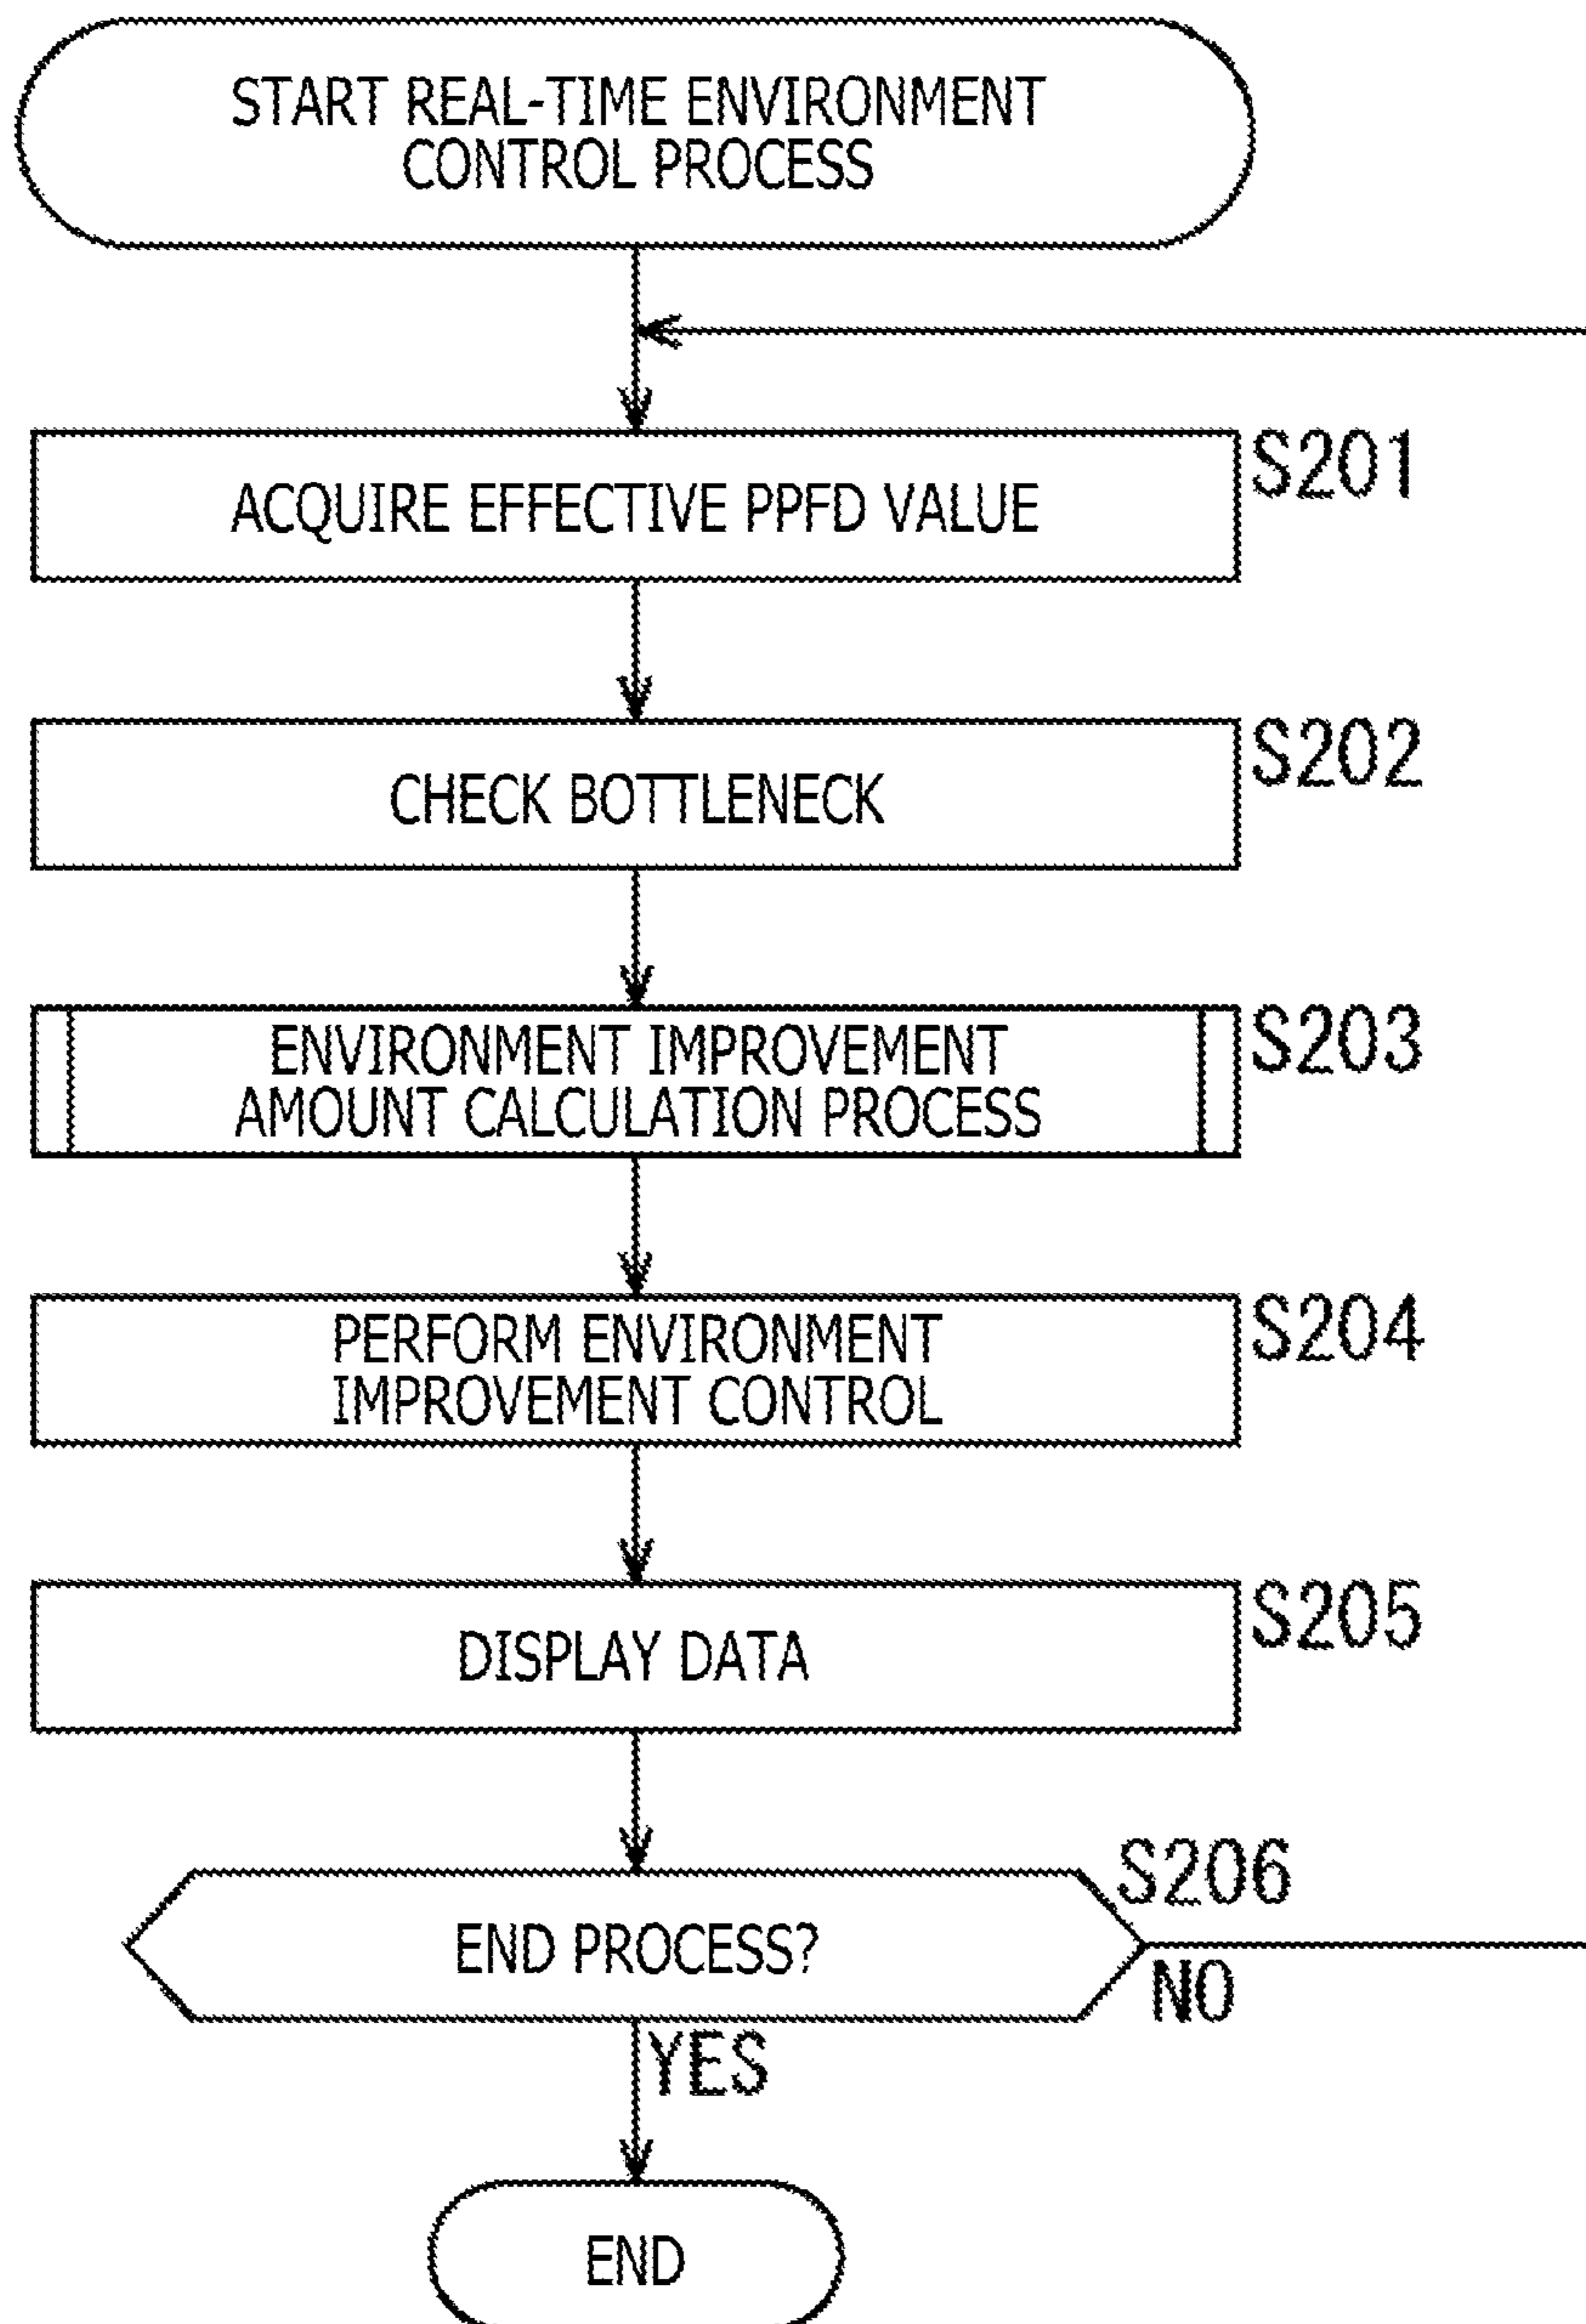 START REAL-TIME ENVIRONMENT
CONTROL PROCESS
ACQUIRE EFFECTIVE PPFD VALUE
S201
CHECK BOTTLENECK
S202
ENVIRONMENT IMPROVEMENT
AMOUNT CALCULATION PROCESS
S203
PERFORM ENVIRONMENT
IMPROVEMENT CONTROL
S204
DISPLAY DATA
S205
END PROCESS?
S206
NO
YES
END